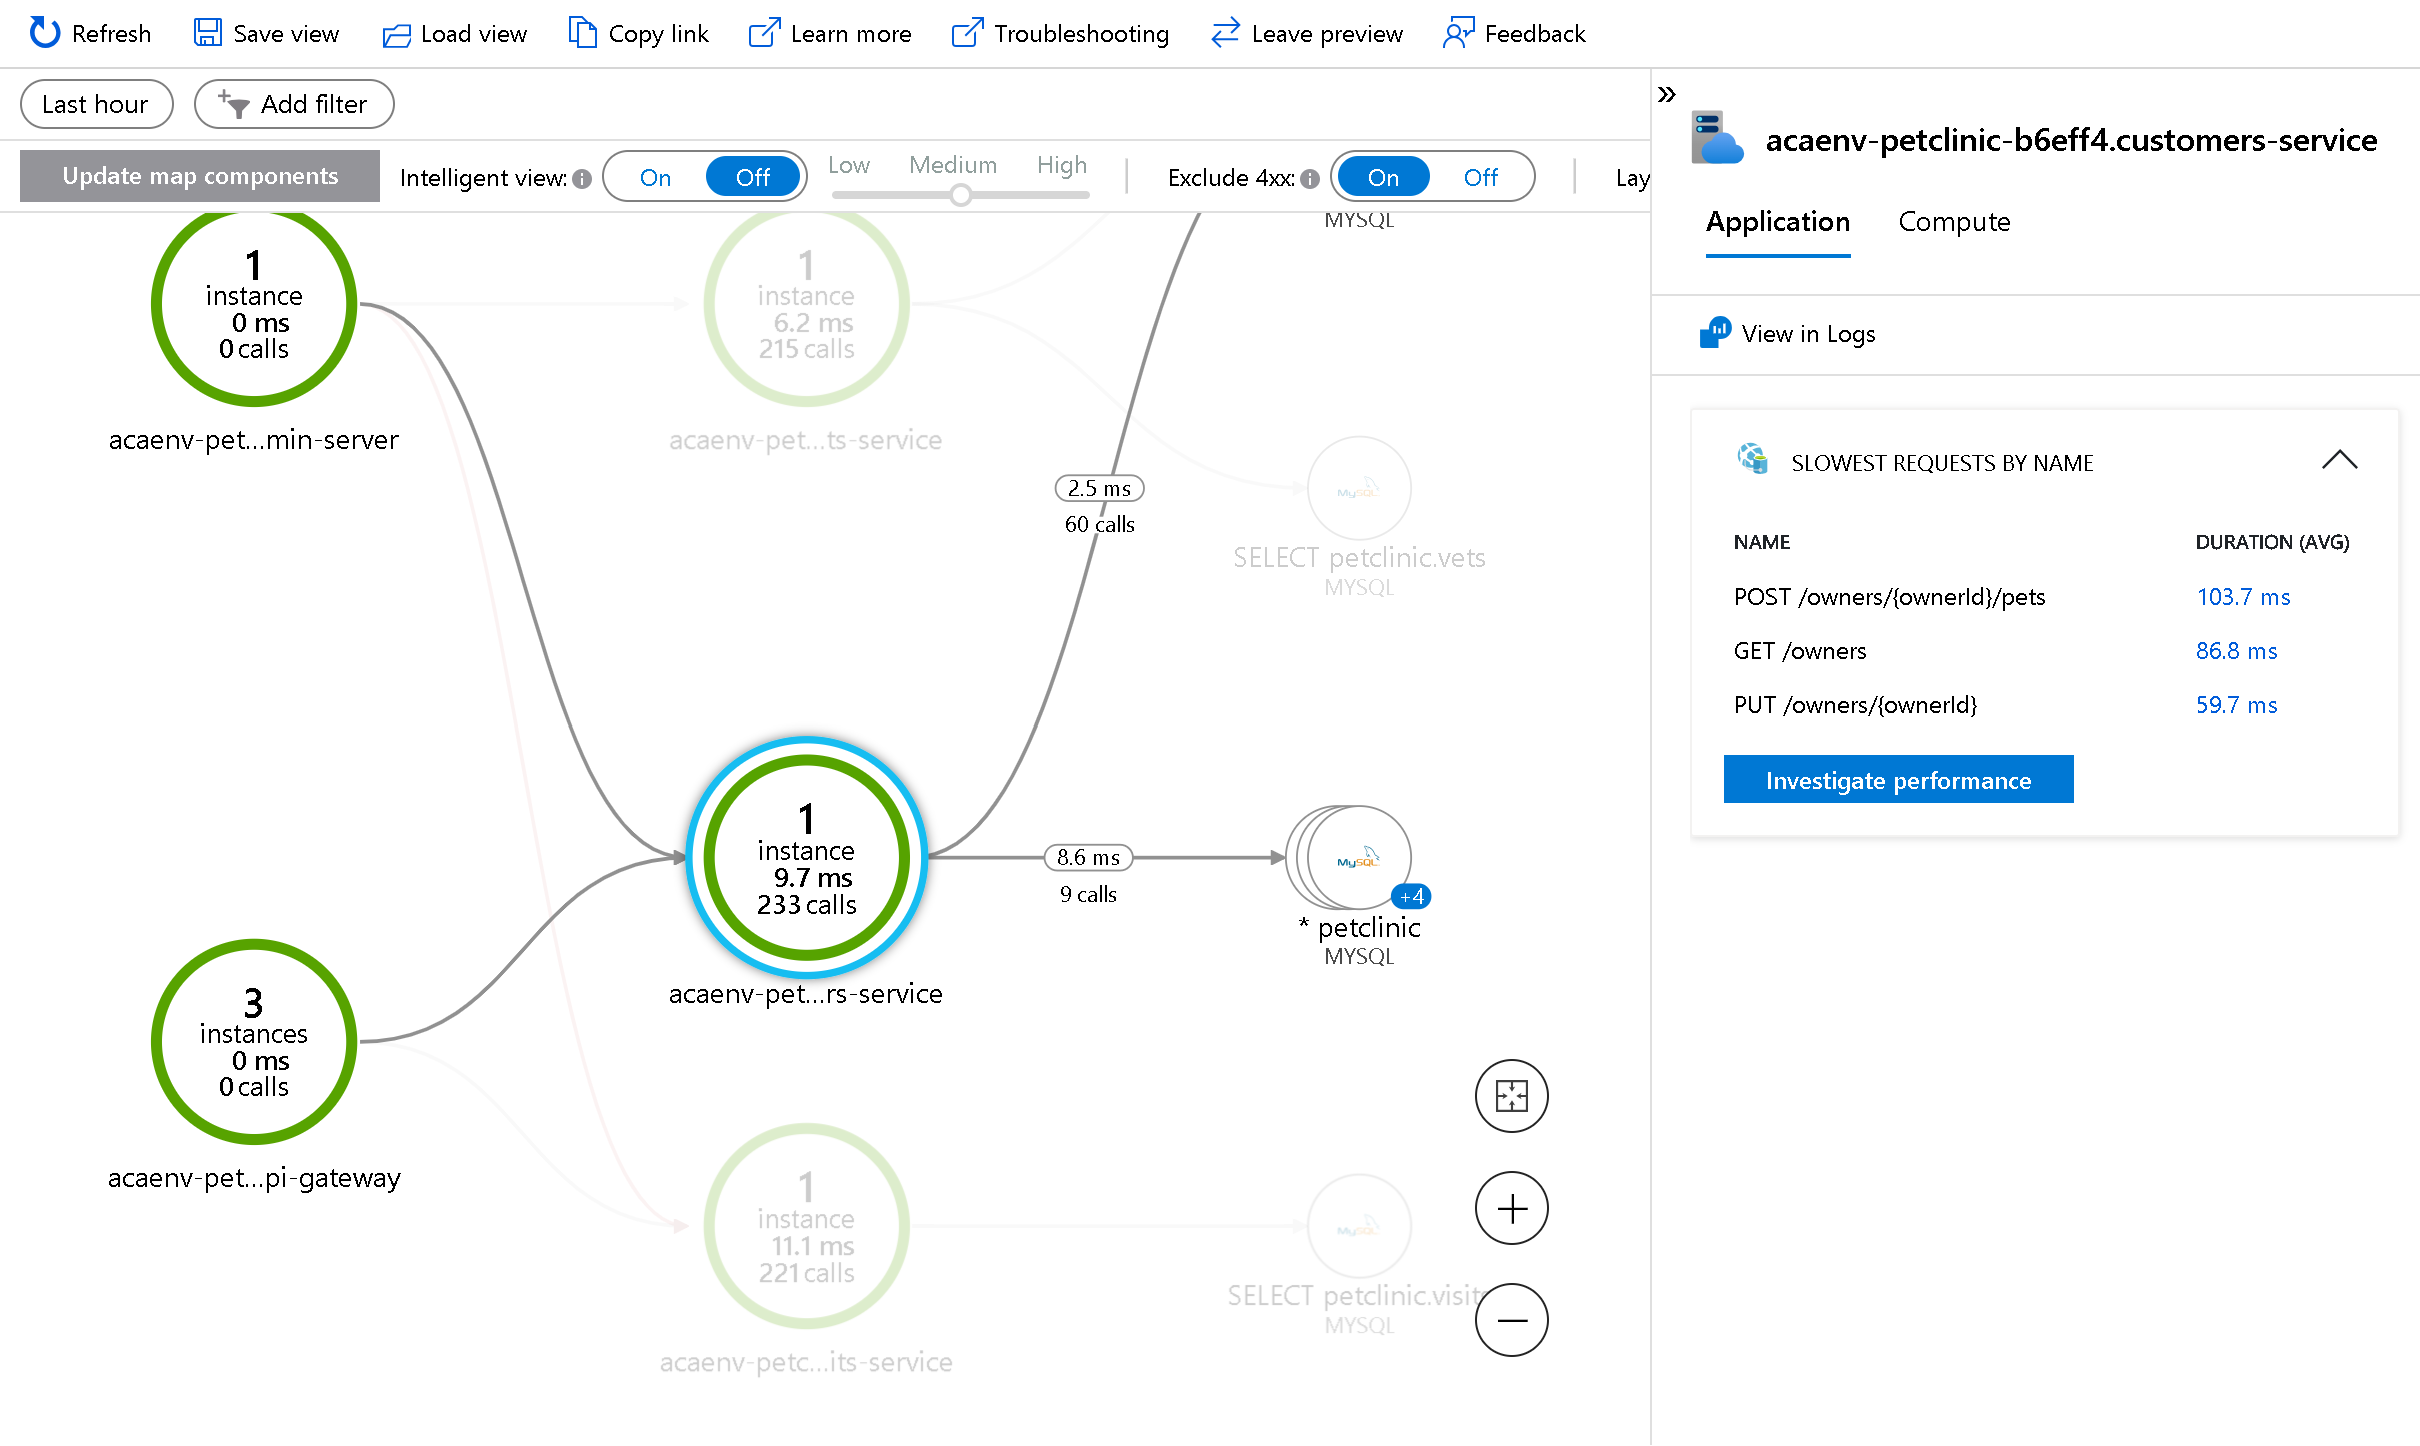 Refresh
Save view
Load view
Copy link
Learn more
Troubleshooting
Leave preview
Feedback
Last hour
Add filter
Update map components
Intelligent view:
On
Off
Low
Medium
High
Exclude 4xx:
On
Off
Lay
MYSQL
1
instance
0 ms
0 calls
acaenv-pet...min-server
1
instance
6.2 ms
215 calls
acaenv-pet...ts-service
2.5 ms
60 calls
MySQL
SELECT petclinic.vets
MYSQL
1
instance
9.7 ms
233 calls
acaenv-pet...rs-service
8.6 ms
9 calls
MySQL
+4
* petclinic
MYSQL
3
instances
0 ms
0 calls
acaenv-pet...pi-gateway
1
instance
11.1 ms
221 calls
acaenv-petc...its-service
MySQL
SELECT petclinic.visits
MYSQL
acaenv-petclinic-b6eff4.customers-service
Application
Compute
View in Logs
SLOWEST REQUESTS BY NAME
NAME
DURATION (AVG)
POST /owners/{ownerId}/pets
103.7 ms
GET /owners
86.8 ms
PUT /owners/{ownerId}
59.7 ms
Investigate performance